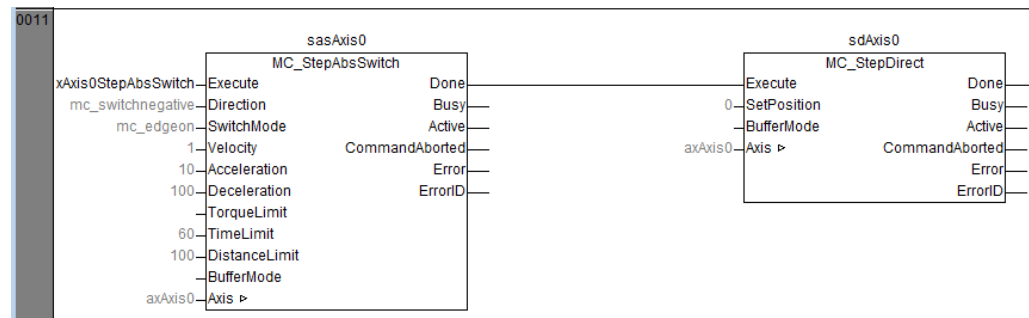 0011
sasAxis0 sdAxis0
MC_StepAbsSwitch MC_StepDirect
xAxis0StepAbsSwitch Execute Done Execute Done
mc_switchnegative Direction Busy 0 SetPosition Busy
mc_edgeon SwitchMode Active BufferMode Active
1 Velocity CommandAborted axAxis0 Axis CommandAborted
10 Acceleration Error Error
100 Deceleration ErrorID ErrorID
TorqueLimit
60 TimeLimit
100 DistanceLimit
BufferMode
axAxis0 Axis